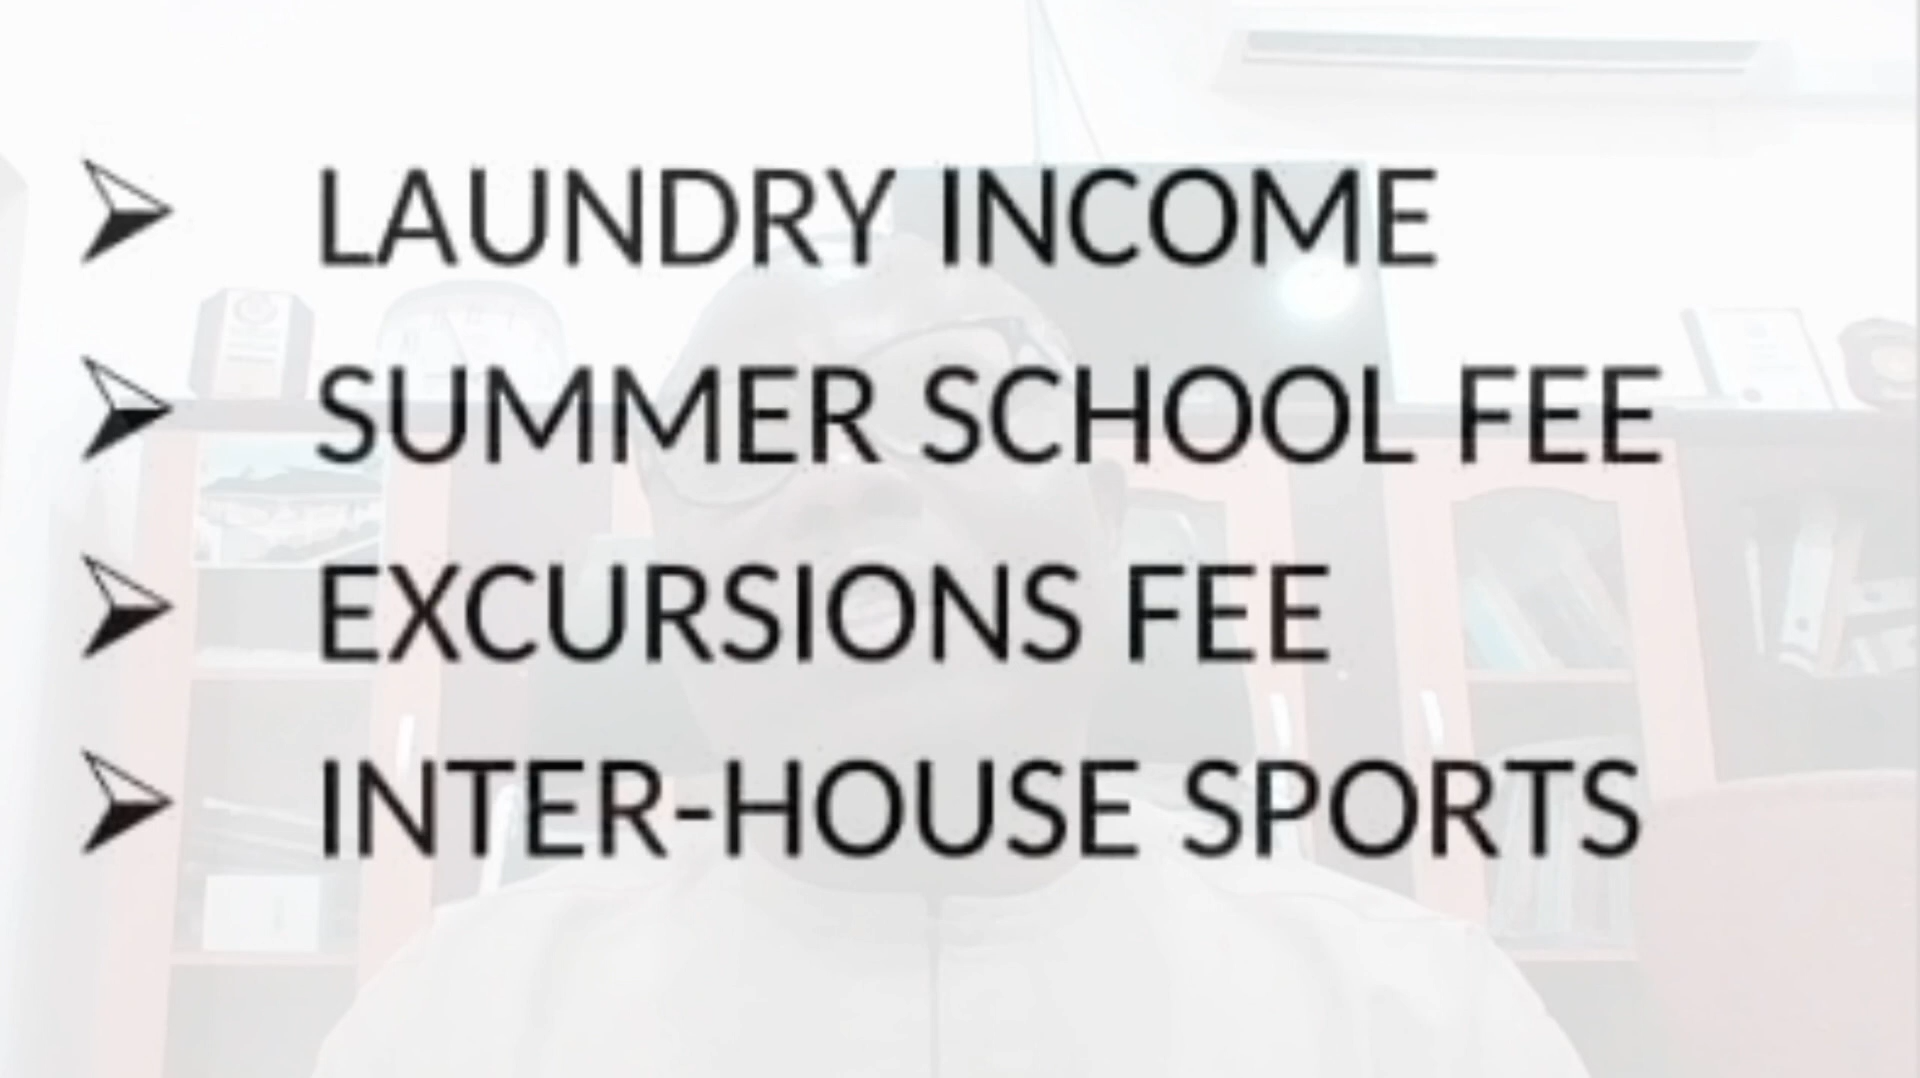 ➢ LAUNDRY INCOME
➢ SUMMER SCHOOL FEE
➢ EXCURSIONS FEE
➢ INTER-HOUSE SPORTS